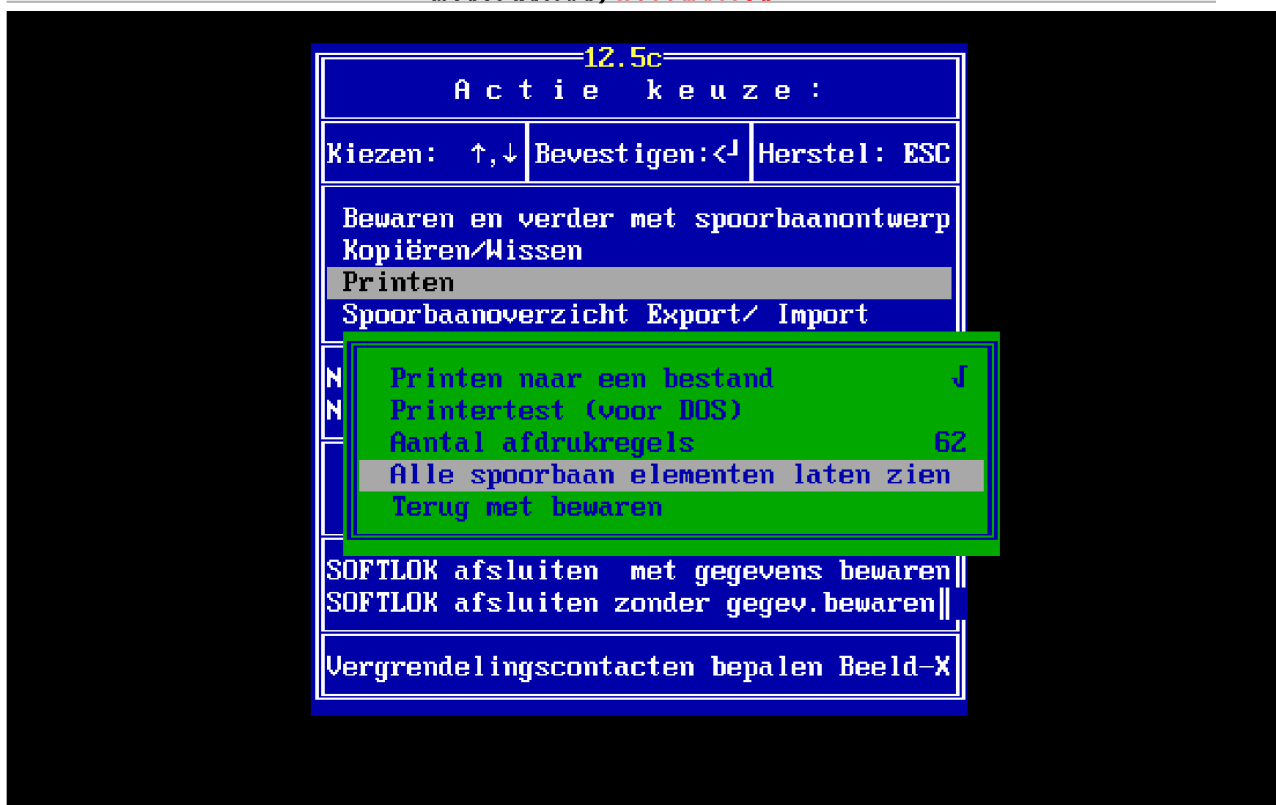 12.5c
Actie keuze:
Kiezen: ↑,↓ Bevestigen:<┘ Herstel: ESC
Bewaren en verder met spoorbaanontwerp
Kopiëren/Wissen
Printen
Spoorbaanoverzicht Export/ Import
N
N
Printen naar een bestand √
Printertest (voor DOS)
Aantal afdrukregels 62
Alle spoorbaan elementen laten zien
Terug met bewaren
SOFTLOK afsluiten met gegevens bewaren
SOFTLOK afsluiten zonder gegev.bewaren
Vergrendelingscontacten bepalen Beeld-X